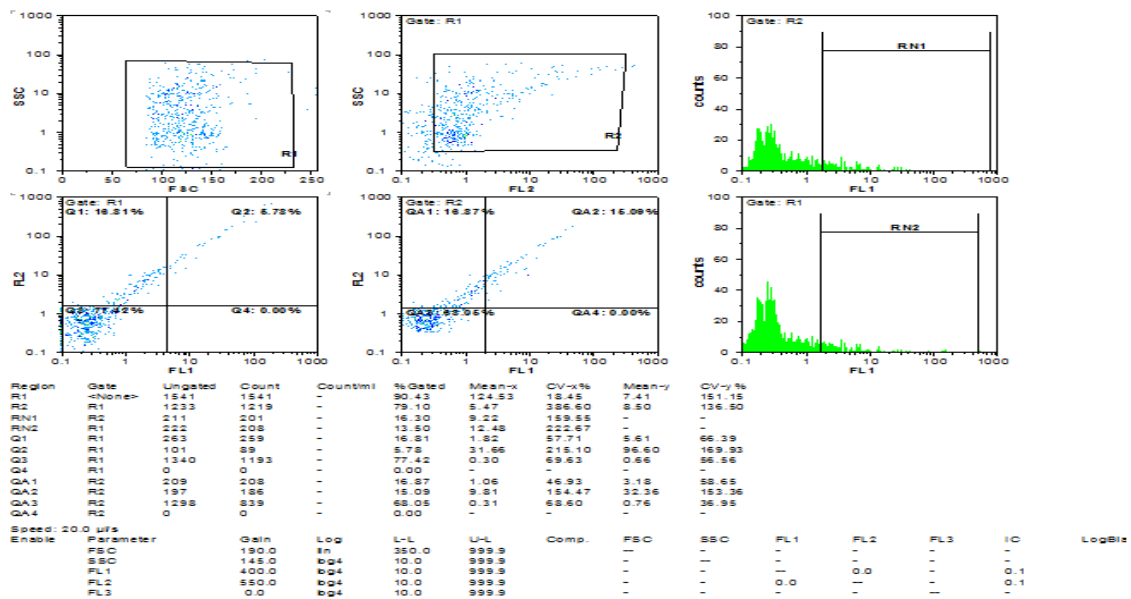 1000
Gate: R1
Gate: R2
100
10
1
0.1
SSC
R1
R2
RN1
counts
0 50 100 150 200 250
FSC
0.1 1 10 100 1000
FL2
0.1 1 10 100 1000
FL1
Gate: R1
Q1: 16.81% Q2: 5.78%
Q3: 77.42% Q4: 0.00%
FL2
FL1
Gate: R2
QA1: 16.87% QA2: 15.09%
QA3: 68.05% QA4: 0.00%
FL2
FL1
Gate: R1
RN2
counts
FL1
Region Gate Ungated Count Count/ml %Gated Mean-x CV-x% Mean-y CV-y%
R1 <None> 1541 1541 - 90.43 124.53 18.45 7.41 151.15
R2 R1 1233 1219 - 79.10 5.47 386.60 8.50 136.50
RN1 R2 211 201 - 16.30 9.22 159.55 - -
RN2 R1 222 208 - 13.50 12.48 222.67 - -
Q1 R1 263 259 - 16.81 1.82 57.71 5.61 66.39
Q2 R1 101 89 - 5.78 31.66 215.10 96.60 169.93
Q3 R1 1340 1193 - 77.42 0.30 69.63 0.66 56.56
Q4 R1 0 0 - 0.00 - - - -
QA1 R2 209 208 - 16.87 1.06 46.93 3.18 58.65
QA2 R2 197 186 - 15.09 9.81 154.47 32.36 153.36
QA3 R2 1298 839 - 68.05 0.31 68.60 0.76 36.95
QA4 R2 0 0 - 0.00 - - - -
Speed: 20.0 µl/s
Enable Parameter Gain Log L-L U-L Comp. FSC SSC FL1 FL2 FL3 IC LogBia
FSC 190.0 lin 350.0 999.9 -- - - - - -
SSC 145.0 log4 10.0 999.9 - -- - - - -
FL1 400.0 log4 10.0 999.9 - - -- 0.0 - 0.1
FL2 550.0 log4 10.0 999.9 - - 0.0 -- - 0.1
FL3 0.0 log4 10.0 999.9 - - - - -- -